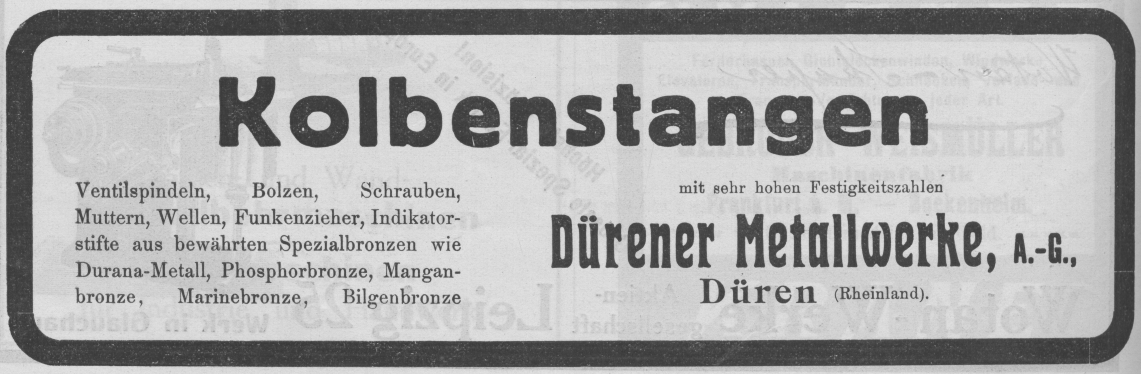 Kolbenstangen
Ventilspindeln, Bolzen, Schrauben,
Muttern, Wellen, Funkenzieher, Indikator-
stifte aus bewährten Spezialbronzen wie
Durana-Metall, Phosphorbronze, Mangan-
bronze, Marinebronze, Bilgenbronze
mit sehr hohen Festigkeitszahlen
Dürener Metallwerke, A.-G.,
Düren (Rheinland).